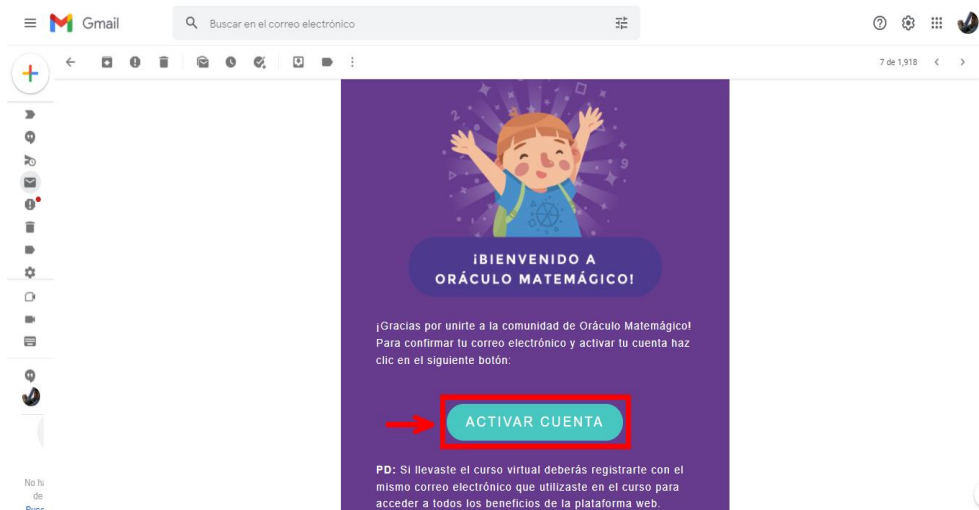 Gmail
Buscar en el correo electrónico
7 de 1,918
¡BIENVENIDO A
ORÁCULO MATEMÁGICO!
¡Gracias por unirte a la comunidad de Oráculo Matemágico!
Para confirmar tu correo electrónico y activar tu cuenta haz
clic en el siguiente botón:
ACTIVAR CUENTA
PD: Si llevaste el curso virtual deberás registrarte con el
mismo correo electrónico que utilizaste en el curso para
acceder a todos los beneficios de la plataforma web.
No
de